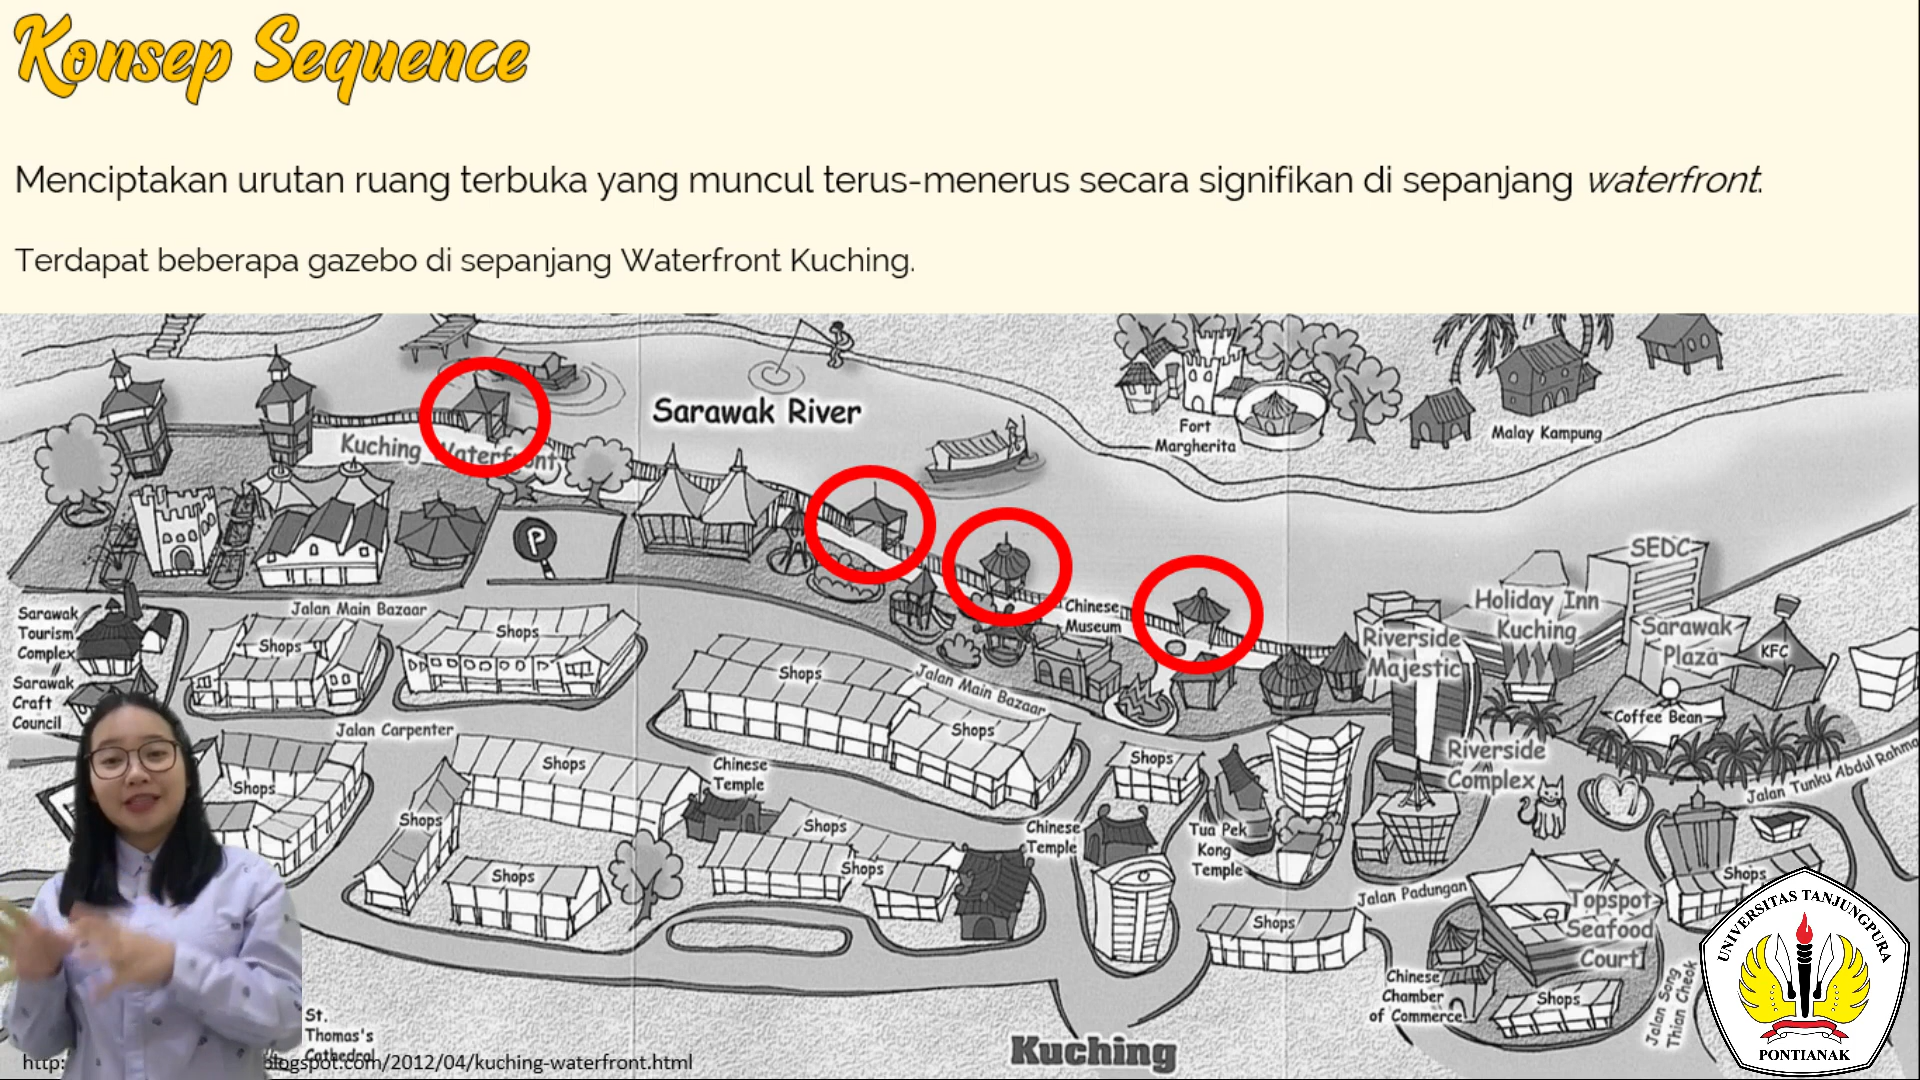 Konsep Sequence
Menciptakan urutan ruang terbuka yang muncul terus-menerus secara signifikan di sepanjang waterfront.
Terdapat beberapa gazebo di sepanjang Waterfront Kuching.
Sarawak River
Fort
Margherita
Malay Kampung
Kuching Waterfront
P
SEDC
Holiday Inn
Kuching
Sarawak
Plaza
KFC
Riverside
Majestic
Chinese
Museum
Jalan Main Bazaar
Sarawak
Tourism
Complex
Sarawak
Craft
Council
Shops
Shops
Shops
Jalan Main Bazaar
Shops
Coffee Bean
Jalan Carpenter
Riverside
Complex
Jalan Tunku Abdul Rahma
Shops
Shops
Chinese
Temple
Shops
Shops
Shops
Chinese
Temple
Tua Pek
Kong
Temple
Shops
Shops
Shops
Jalan Padungan
Topspot
Seafood
Court
Shops
Shops
Chinese
Chamber
of Commerce
Shops
Jalan Song
Thian Cheok
St.
Thomas's
Cathedral
Kuching
http:
blogspot.com/2012/04/kuching-waterfront.html
UNIVERSITAS TANJUNGPURA
PONTIANAK